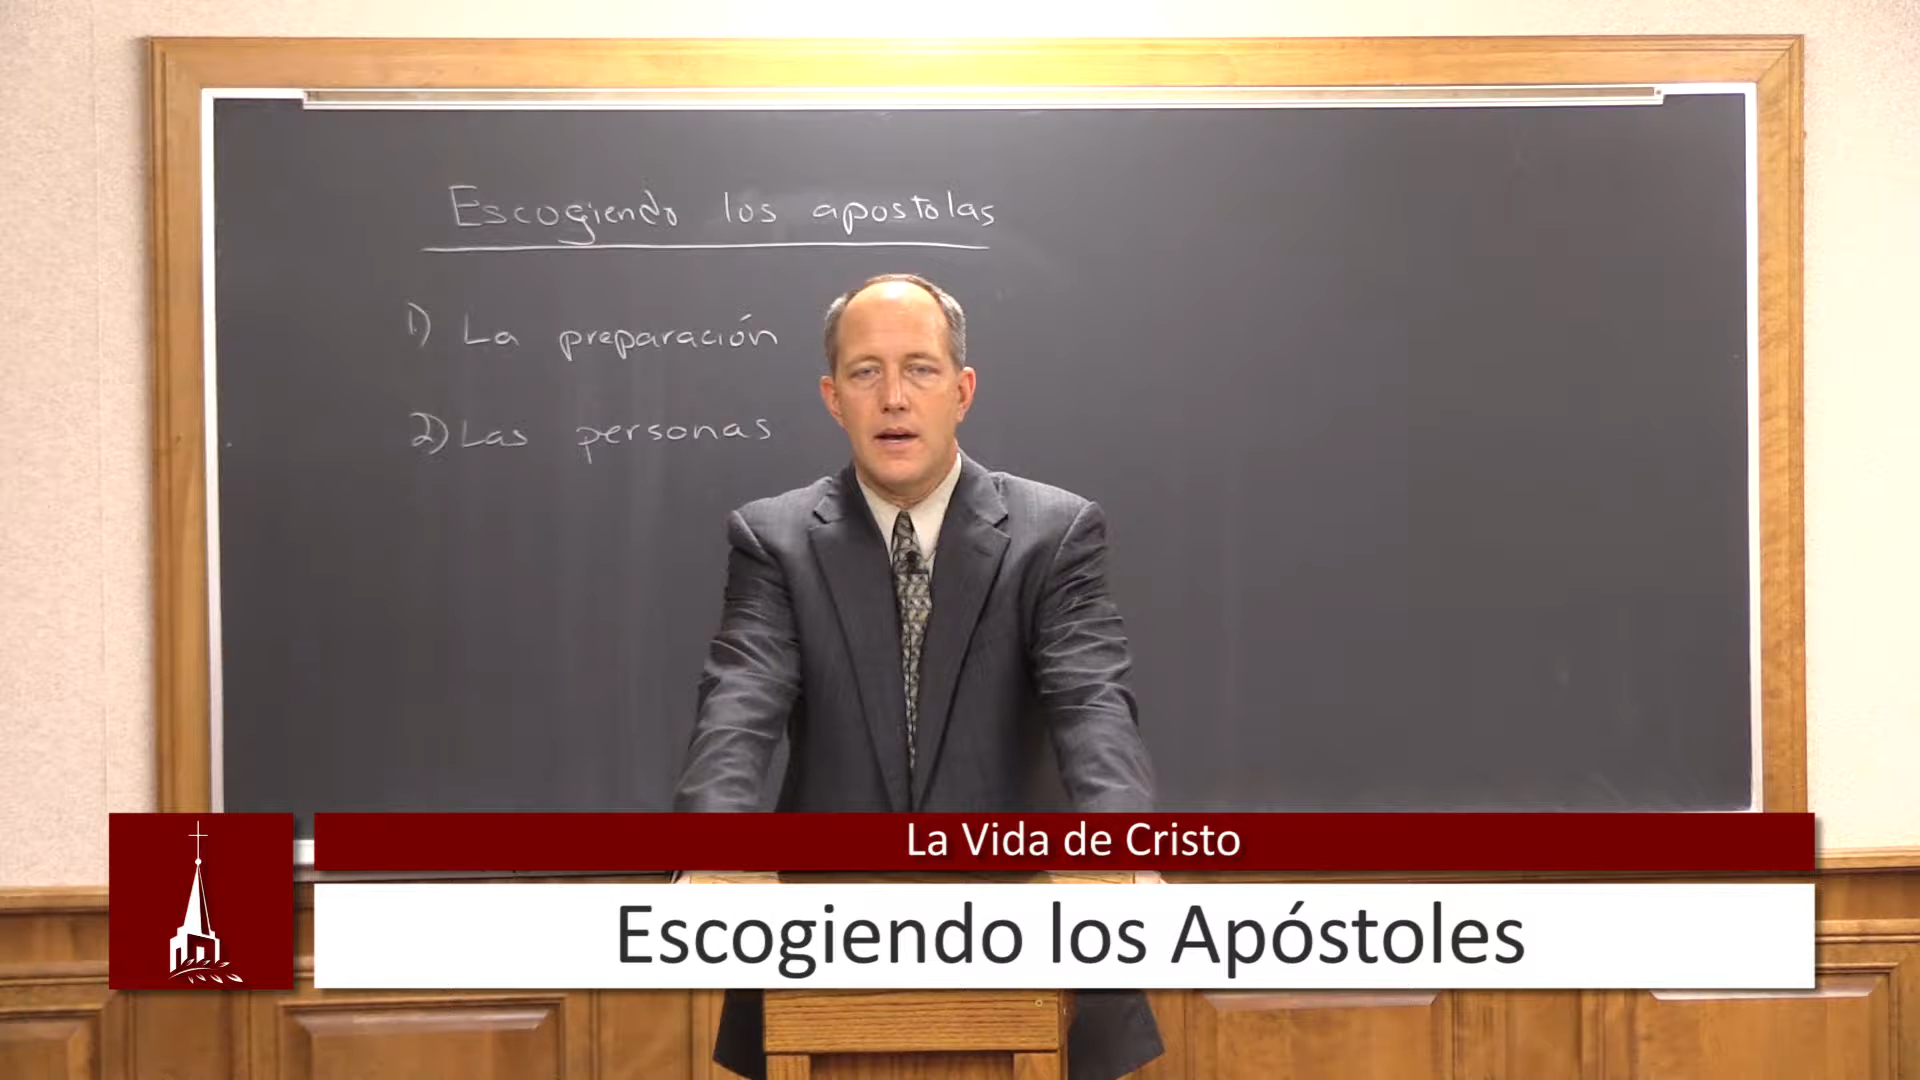 Escogiendo los apostolas
1) La preparación
2) Las personas
La Vida de Cristo
Escogiendo los Apóstoles